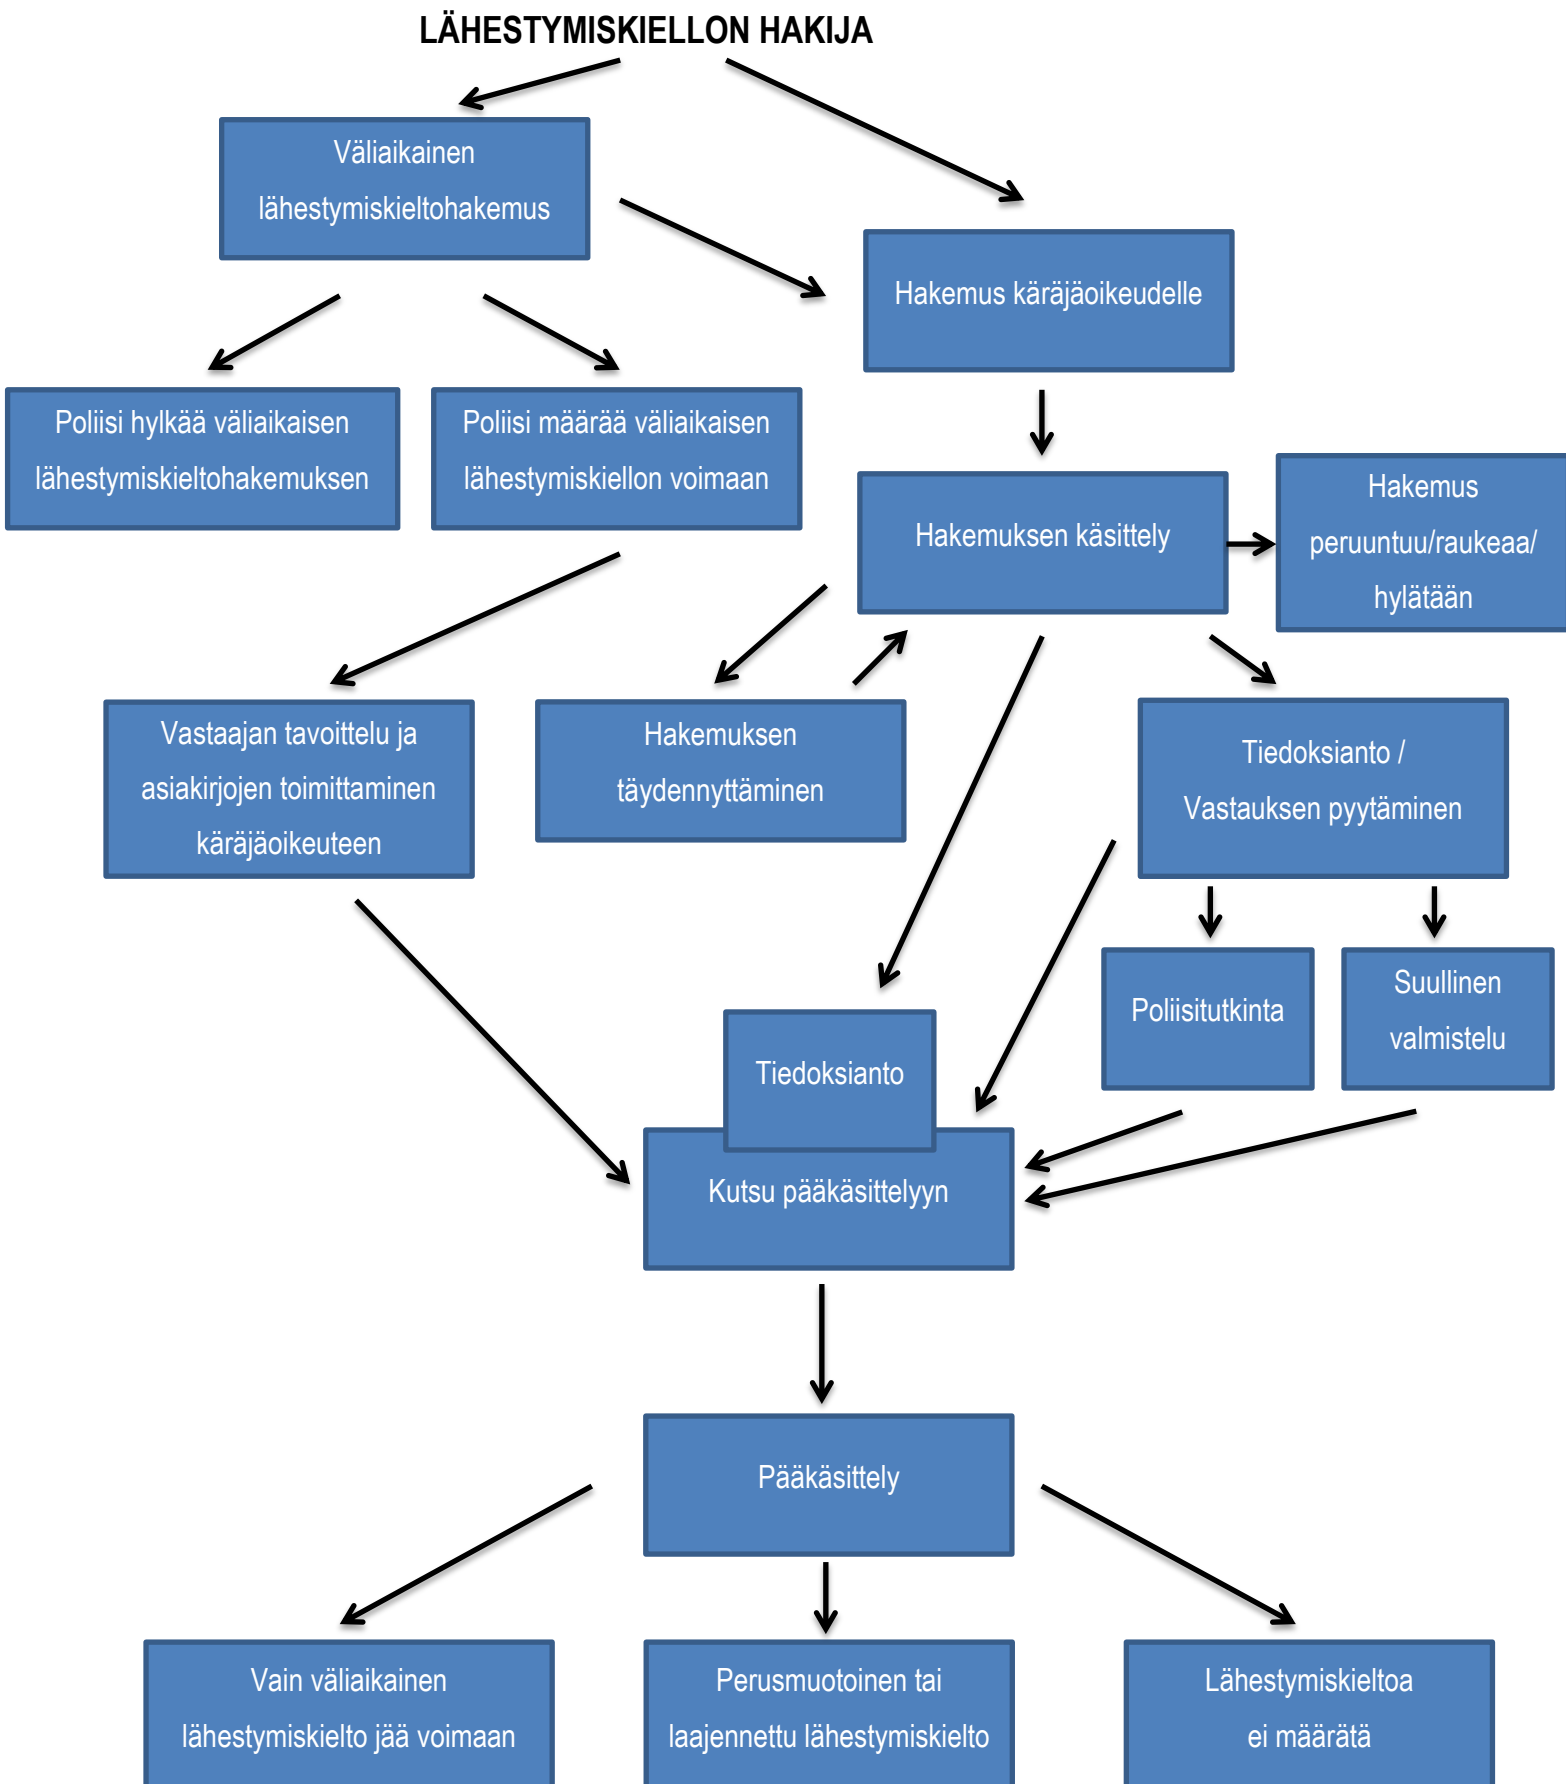 LÄHESTYMISKIELLON HAKIJA
Väliaikainen
lähestymiskieltohakemus
Hakemus käräjäoikeudelle
Poliisi hylkää väliaikaisen
lähestymiskieltohakemuksen
Poliisi määrää väliaikaisen
lähestymiskiellon voimaan
Hakemuksen käsittely
Hakemus
peruuntuu/raukeaa/
hylätään
Vastaajan tavoittelu ja
asiakirjojen toimittaminen
käräjäoikeuteen
Hakemuksen
täydennyttäminen
Tiedoksianto /
Vastauksen pyytäminen
Poliisitutkinta
Suullinen
valmistelu
Tiedoksianto
Kutsu pääkäsittelyyn
Pääkäsittely
Vain väliaikainen
lähestymiskielto jää voimaan
Perusmuotoinen tai
laajennettu lähestymiskielto
Lähestymiskieltoa
ei määrätä